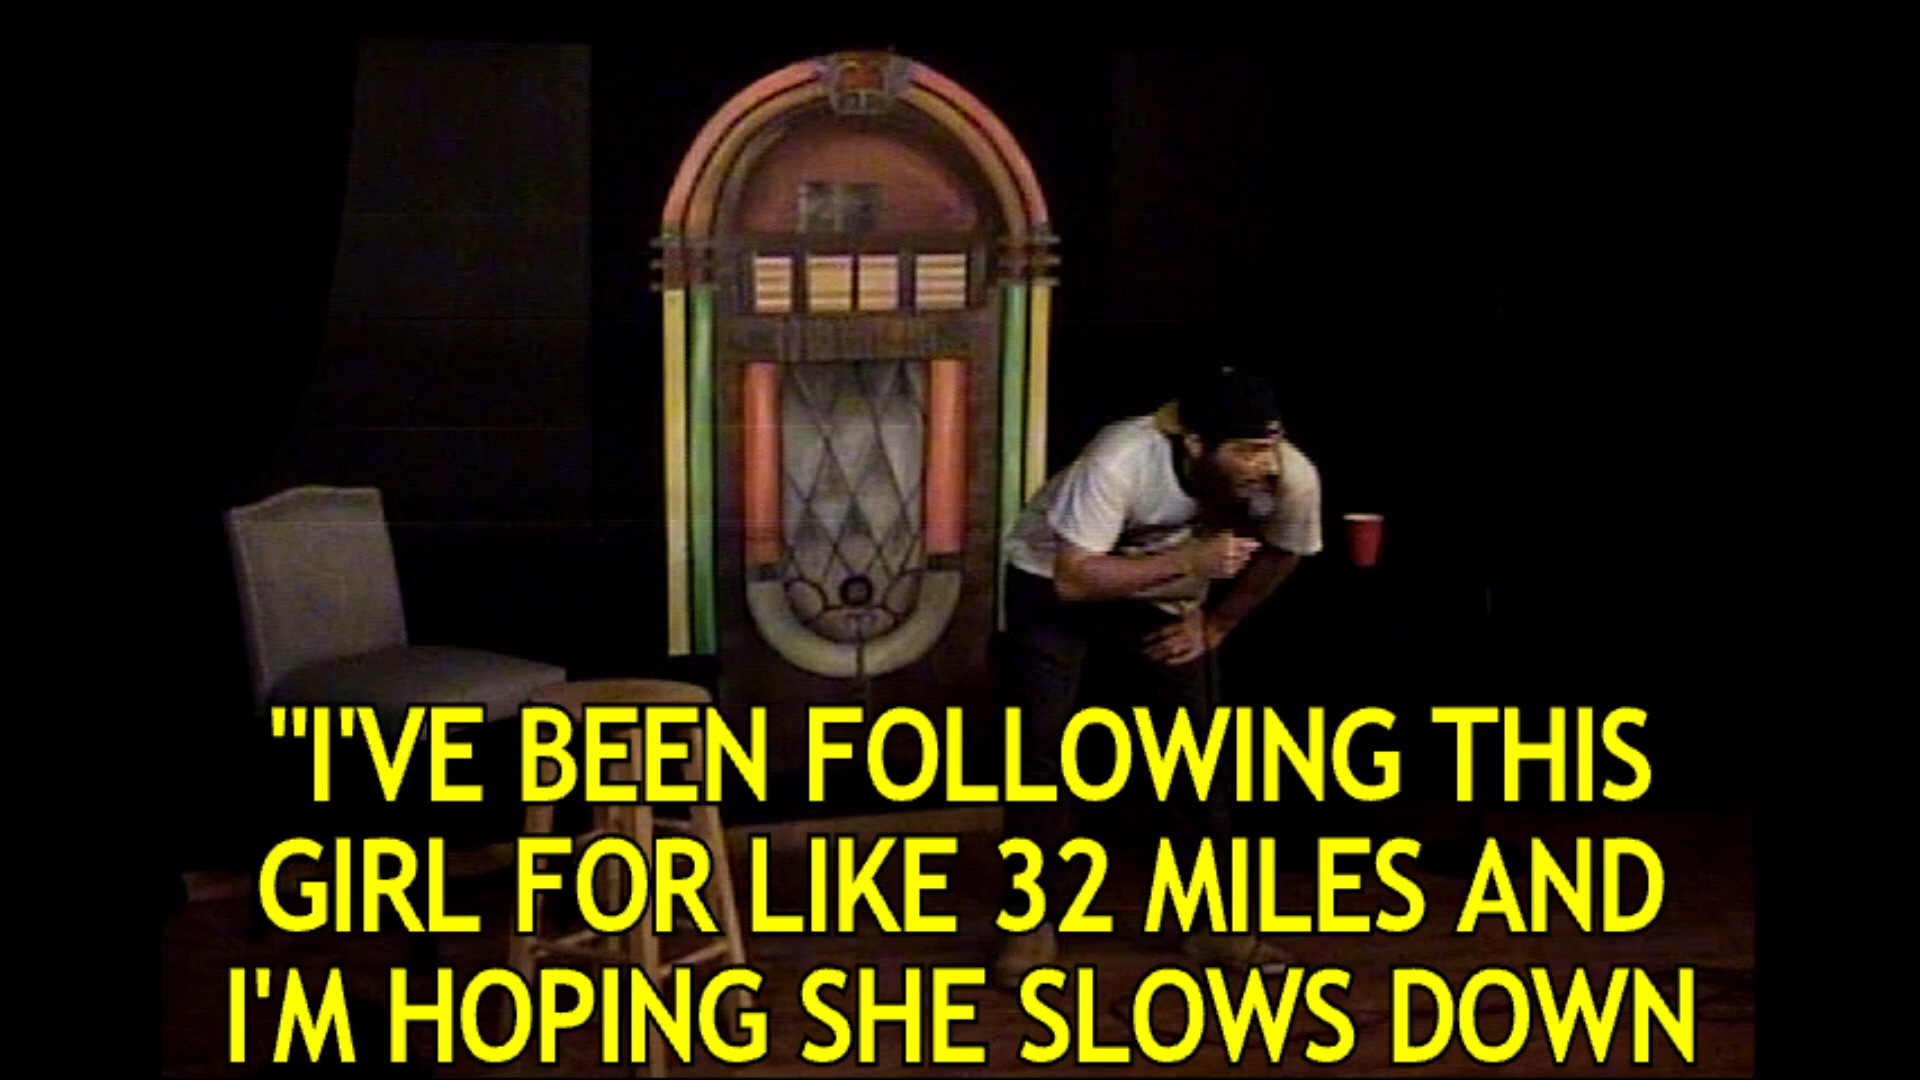 "I'VE BEEN FOLLOWING THIS
GIRL FOR LIKE 32 MILES AND
I'M HOPING SHE SLOWS DOWN